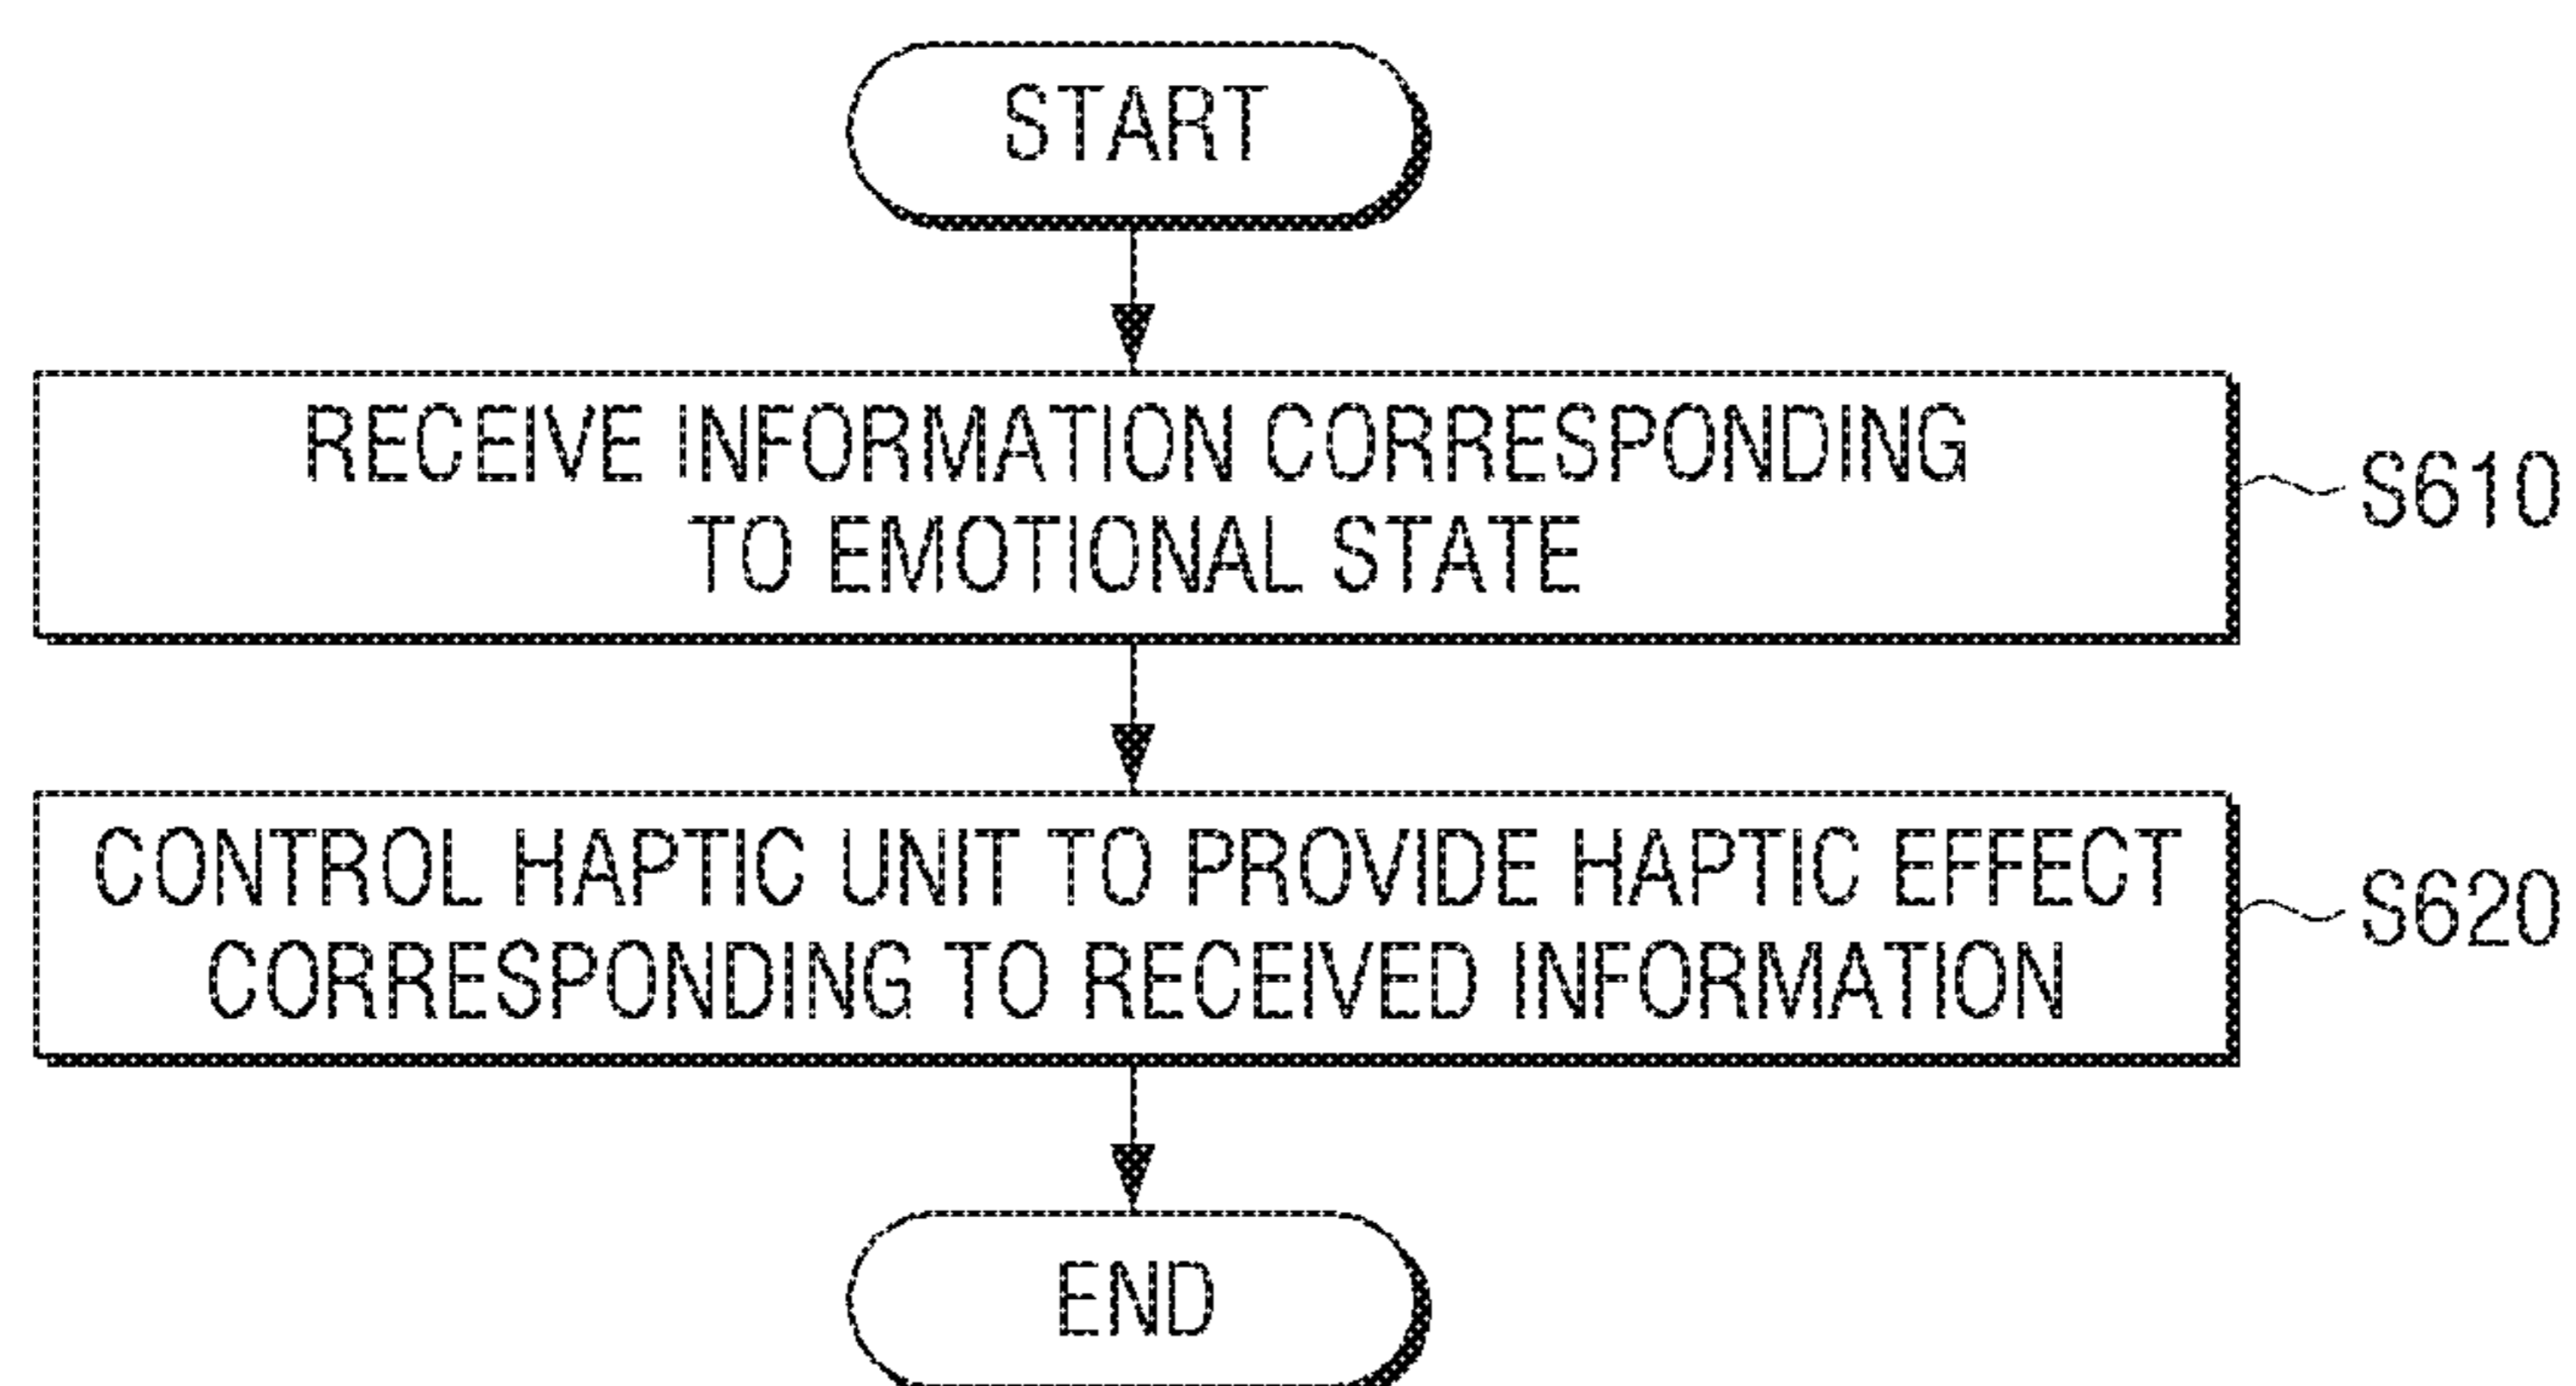 START
RECEIVE INFORMATION CORRESPONDING
TO EMOTIONAL STATE
S610
CONTROL HAPTIC UNIT TO PROVIDE HAPTIC EFFECT
CORRESPONDING TO RECEIVED INFORMATION
S620
END